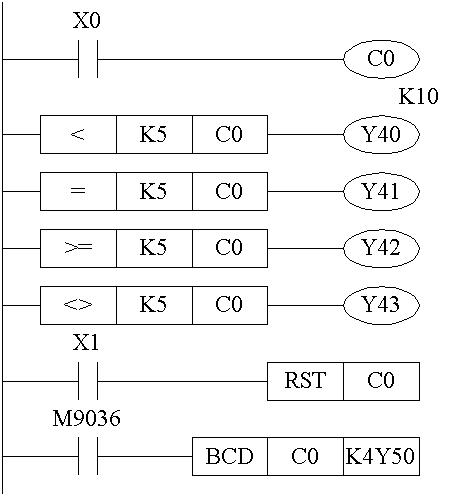 X0
C0
K10
< K5 C0 Y40
= K5 C0 Y41
>= K5 C0 Y42
<> K5 C0 Y43
X1
RST C0
M9036
BCD C0 K4Y50